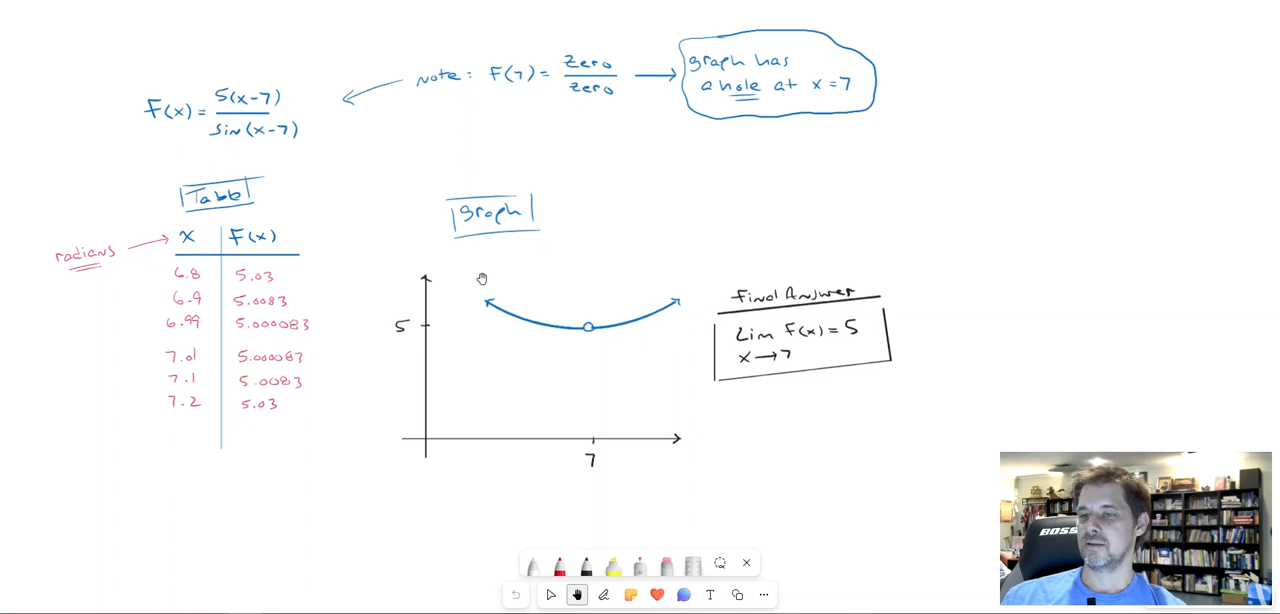 note: F(7) = zero/zero → graph has
a hole at x=7
F(x) = 5(x-7)/sin(x-7)
Table
radians → x F(x)
6.8 5.03
6.9 5.0083
6.99 5.000083
7.01 5.000083
7.1 5.0083
7.2 5.03
graph
5
7
Final Answer
Lim F(x) = 5
x→7
BOSS
T